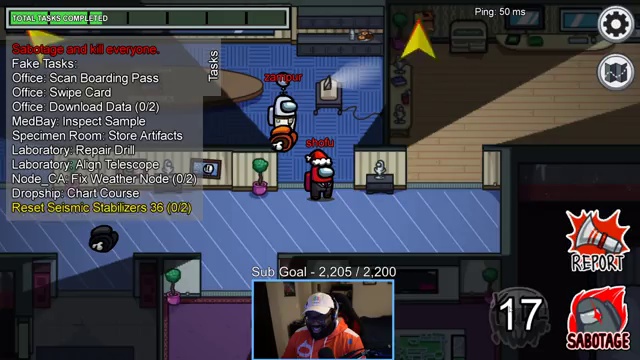 TOTAL TASKS COMPLETED
Ping: 50 ms
Sabotage and kill everyone.
Fake Tasks:
Tasks
Office: Scan Boarding Pass
Office: Swipe Card
Office: Download Data (0/2)
MedBay: Inspect Sample
Specimen Room: Store Artifacts
Laboratory: Repair Drill
Laboratory: Align Telescope
Node_CA: Fix Weather Node (0/2)
Dropship: Chart Course
Reset Seismic Stabilizers 36 (0/2)
zampur
shofu
REPORT
Sub Goal - 2,205 / 2,200
17
SABOTAGE